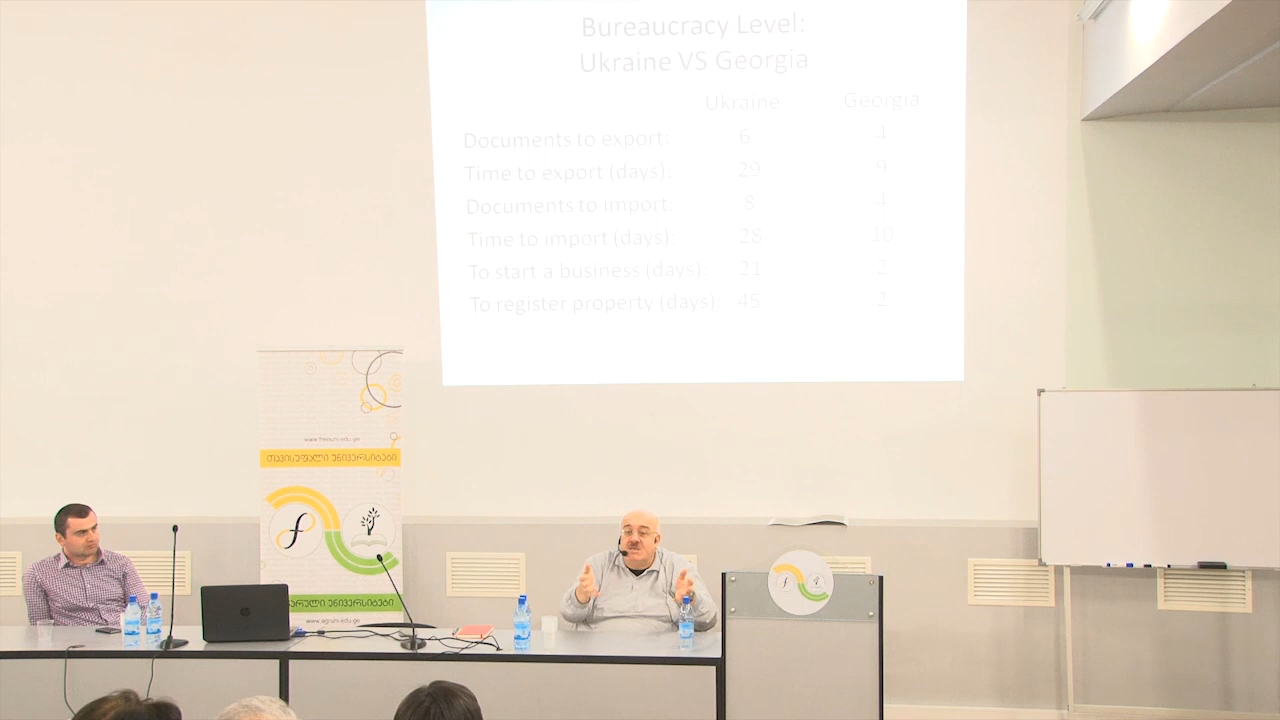 Bureaucracy Level:
Ukraine VS Georgia
Ukraine Georgia
Documents to export: 6 4
Time to export (days): 29 9
Documents to import: 8 4
Time to import (days): 28 10
To start a business (days): 21 2
To register property (days): 45 2
www.freeuni.edu.ge
თავისუფალი უნივერსიტეტი
უნივერსიტეტი
www.agruni.edu.ge
hp